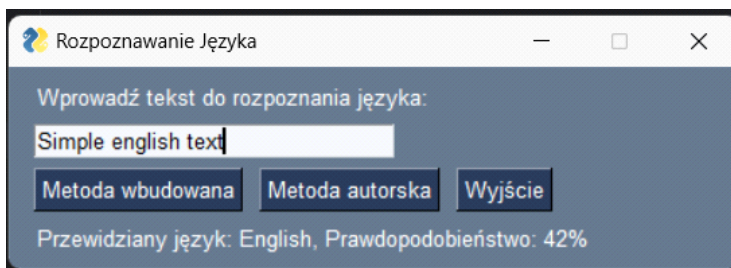 Rozpoznawanie Języka
Wprowadź tekst do rozpoznania języka:
Simple english text
Metoda wbudowana Metoda autorska Wyjście
Przewidziany język: English, Prawdopodobieństwo: 42%